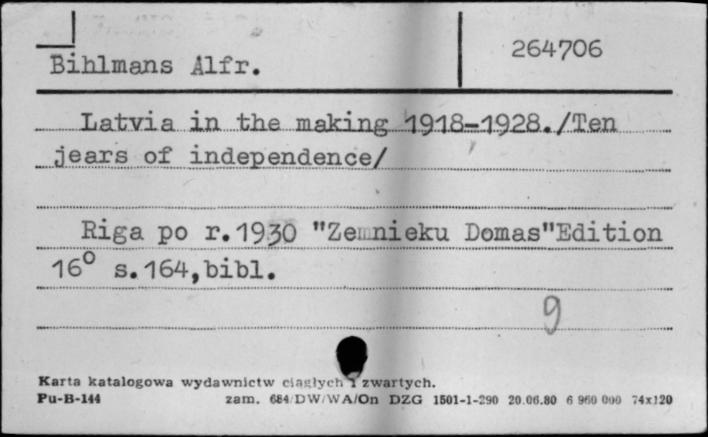 264706
Bihlmans Alfr.
Latvia in the making 1918-1928./Ten
jears of independence/
Riga po r.1930 "Zemnieku Domas"Edition
16° s.164,bibl.
9
Karta katalogowa wydawnictw ciągłych i zwartych.
Pu-B-144 zam. 684/DW/WA/On DZG 1501-1-290 20.06.80 6 960 000 74x120